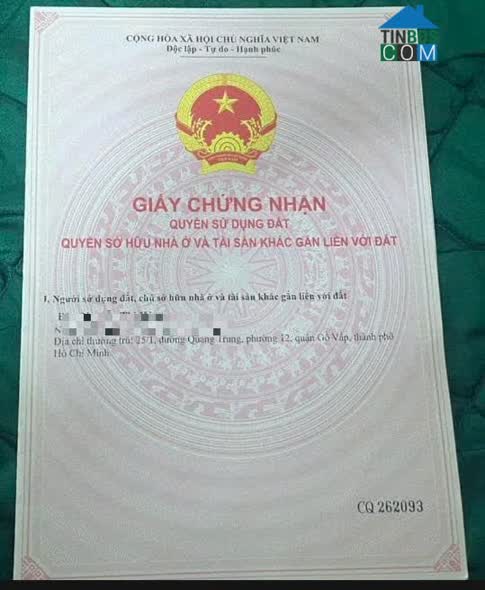 TINBDS
COM
CỘNG HÒA XÃ HỘI CHỦ NGHĨA VIỆT NAM
Độc lập - Tự do - Hạnh phúc
GIẤY CHỨNG NHẬN
QUYỀN SỬ DỤNG ĐẤT
QUYỀN SỞ HỮU NHÀ Ở VÀ TÀI SẢN KHÁC GẮN LIỀN VỚI ĐẤT
I. Người sử dụng đất, chủ sở hữu nhà ở và tài sản khác gắn liền với đất
Địa chỉ thường trú: 25/1, đường Quang Trung, phường 12, quận Gò Vấp, thành phố
Hồ Chí Minh
CQ 262093